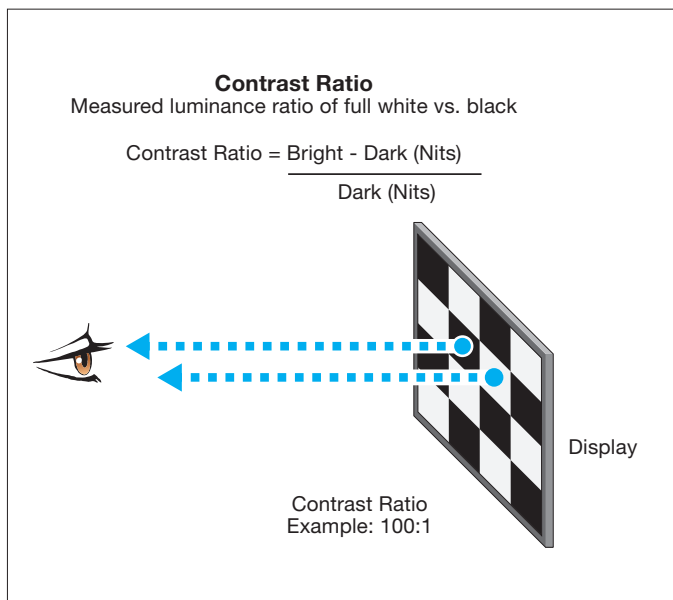 Contrast Ratio
Measured luminance ratio of full white vs. black
Contrast Ratio = Bright - Dark (Nits)
Dark (Nits)
Display
Contrast Ratio
Example: 100:1